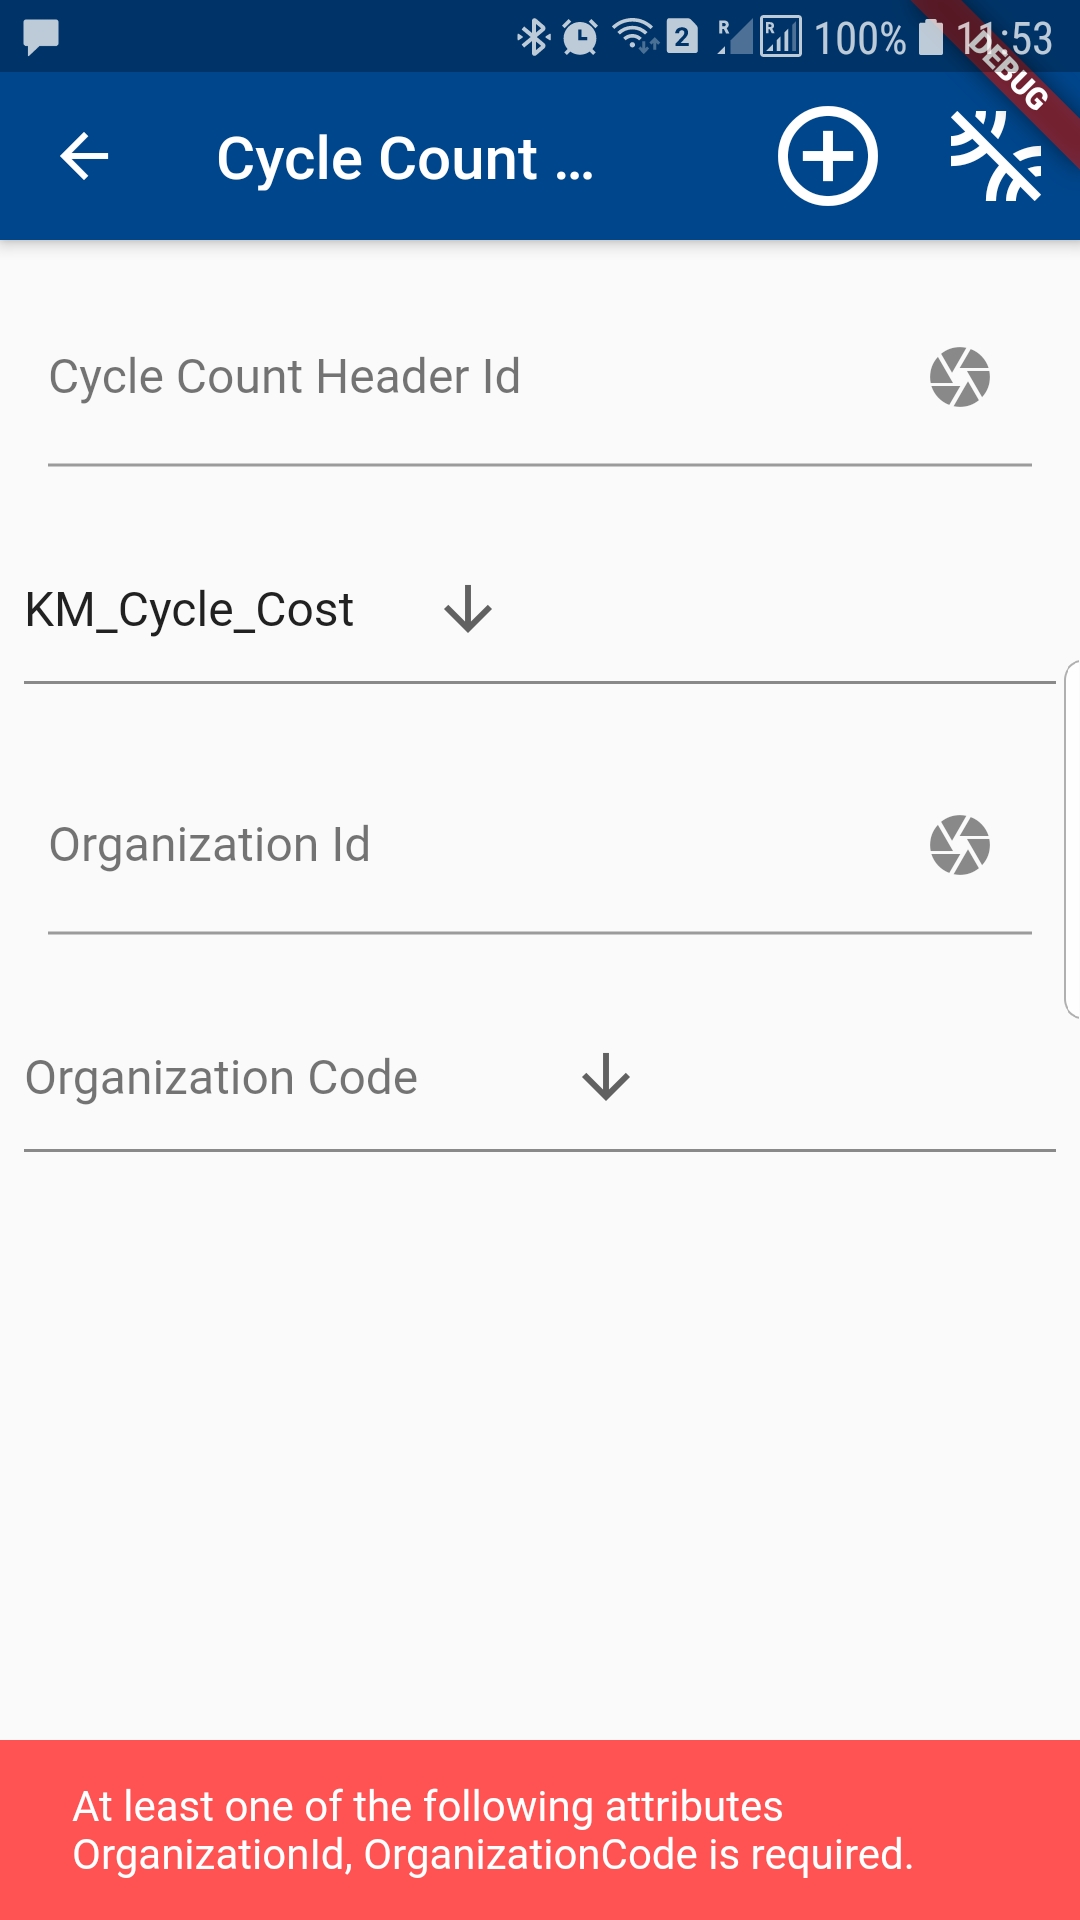 2 R R 100% 11:53
DEBUG
Cycle Count ...
Cycle Count Header Id
KM_Cycle_Cost
Organization Id
Organization Code
At least one of the following attributes
OrganizationId, OrganizationCode is required.